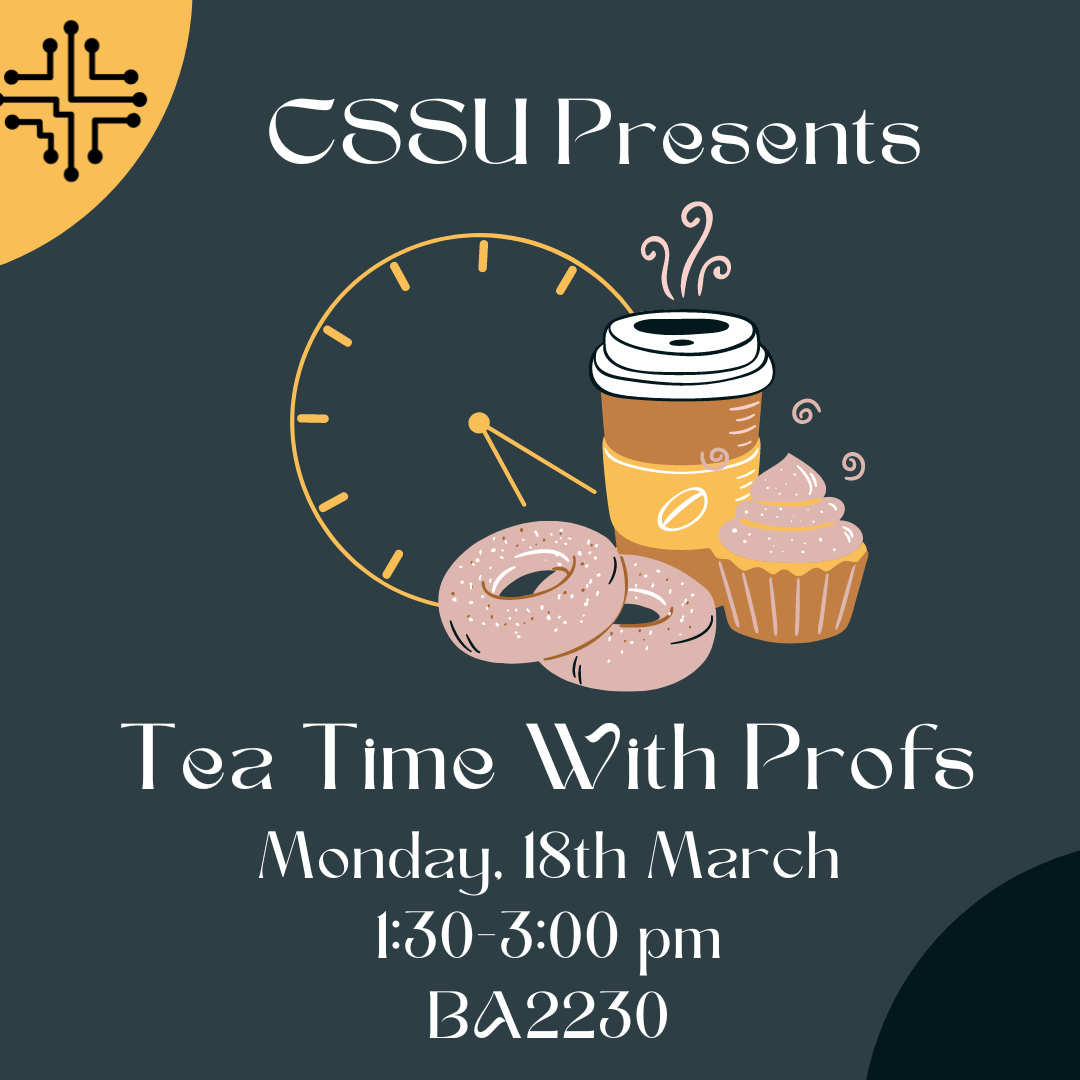 CSSU Presents
Tea Time With Profs
Monday, 18th March
1:30-3:00 pm
BA2230